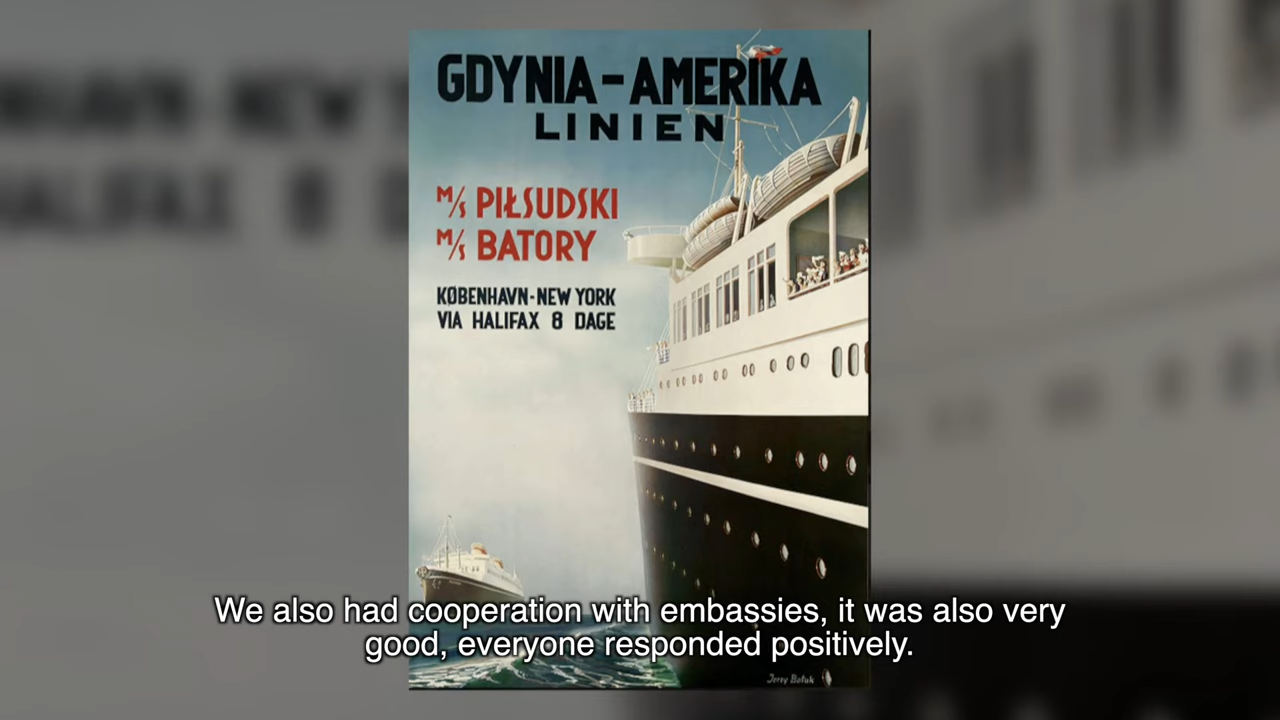 GDYNIA-AMERIKA
LINIEN
M/S PIŁSUDSKI
M/S BATORY
KØBENHAVN-NEW YORK
VIA HALIFAX 8 DAGE
We also had cooperation with embassies, it was also very
good, everyone responded positively.
Jerzy Bołuk